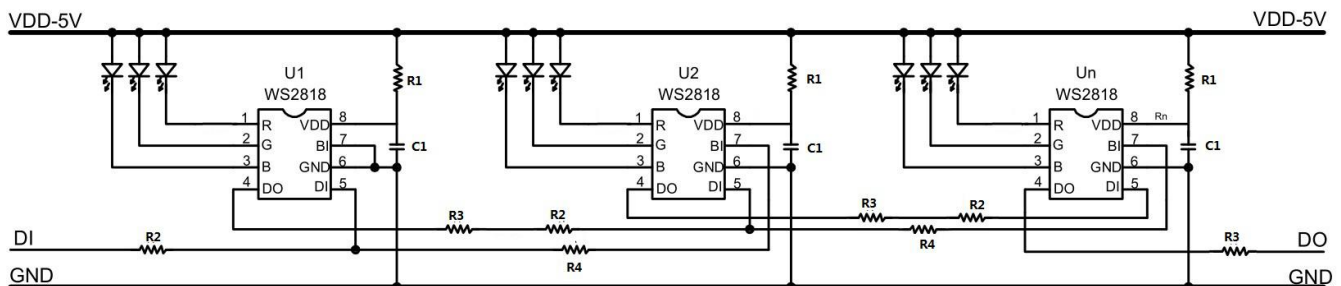 VDD-5V VDD-5V
U1 U2 Un
WS2818 WS2818 WS2818
R1 R1 R1
1 R VDD 8 1 R VDD 8 1 R VDD 8 Rn
2 G BI 7 2 G BI 7 2 G BI 7
C1 C1 C1
3 B GND 6 3 B GND 6 3 B GND 6
4 DO DI 5 4 DO DI 5 4 DO DI 5
R3 R2 R3 R2
DI R2 R4 R4 R3 DO
GND GND